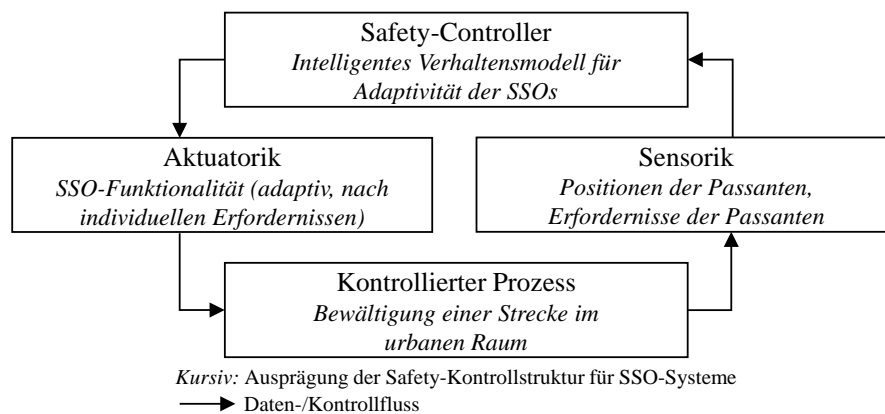 Safety-Controller
Intelligentes Verhaltensmodell für
Adaptivität der SSOs
Aktuatorik
SSO-Funktionalität (adaptiv, nach
individuellen Erfordernissen)
Sensorik
Positionen der Passanten,
Erfordernisse der Passanten
Kontrollierter Prozess
Bewältigung einer Strecke im
urbanen Raum
Kursiv: Ausprägung der Safety-Kontrollstruktur für SSO-Systeme
Daten-/Kontrollfluss